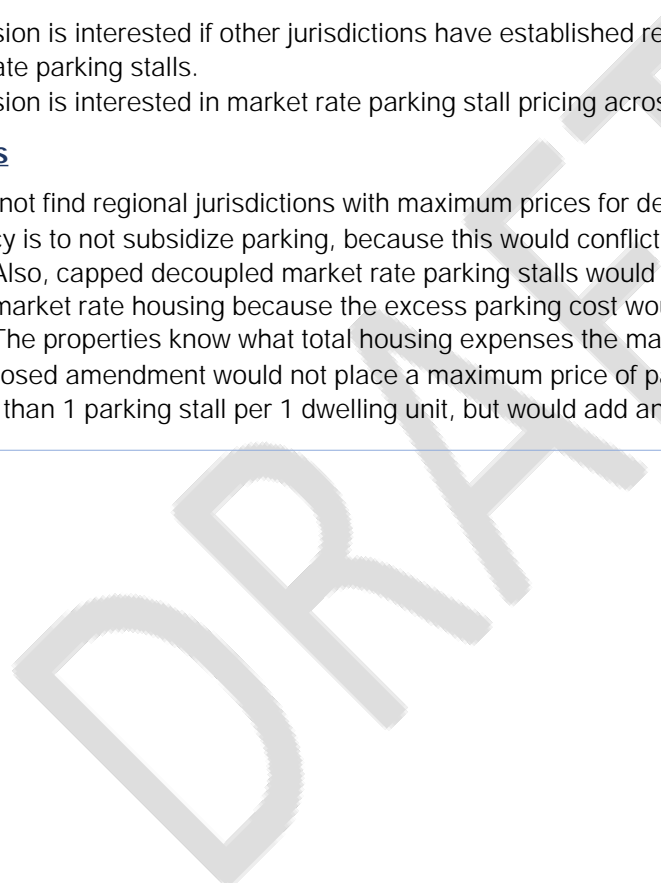 sion is interested if other jurisdictions have established re
ate parking stalls.
sion is interested in market rate parking stall pricing acros
s
not find regional jurisdictions with maximum prices for de
cy is to not subsidize parking, because this would conflict
Also, capped decoupled market rate parking stalls would
market rate housing because the excess parking cost wou
The properties know what total housing expenses the ma
osed amendment would not place a maximum price of pa
than 1 parking stall per 1 dwelling unit, but would add an
DRAFT